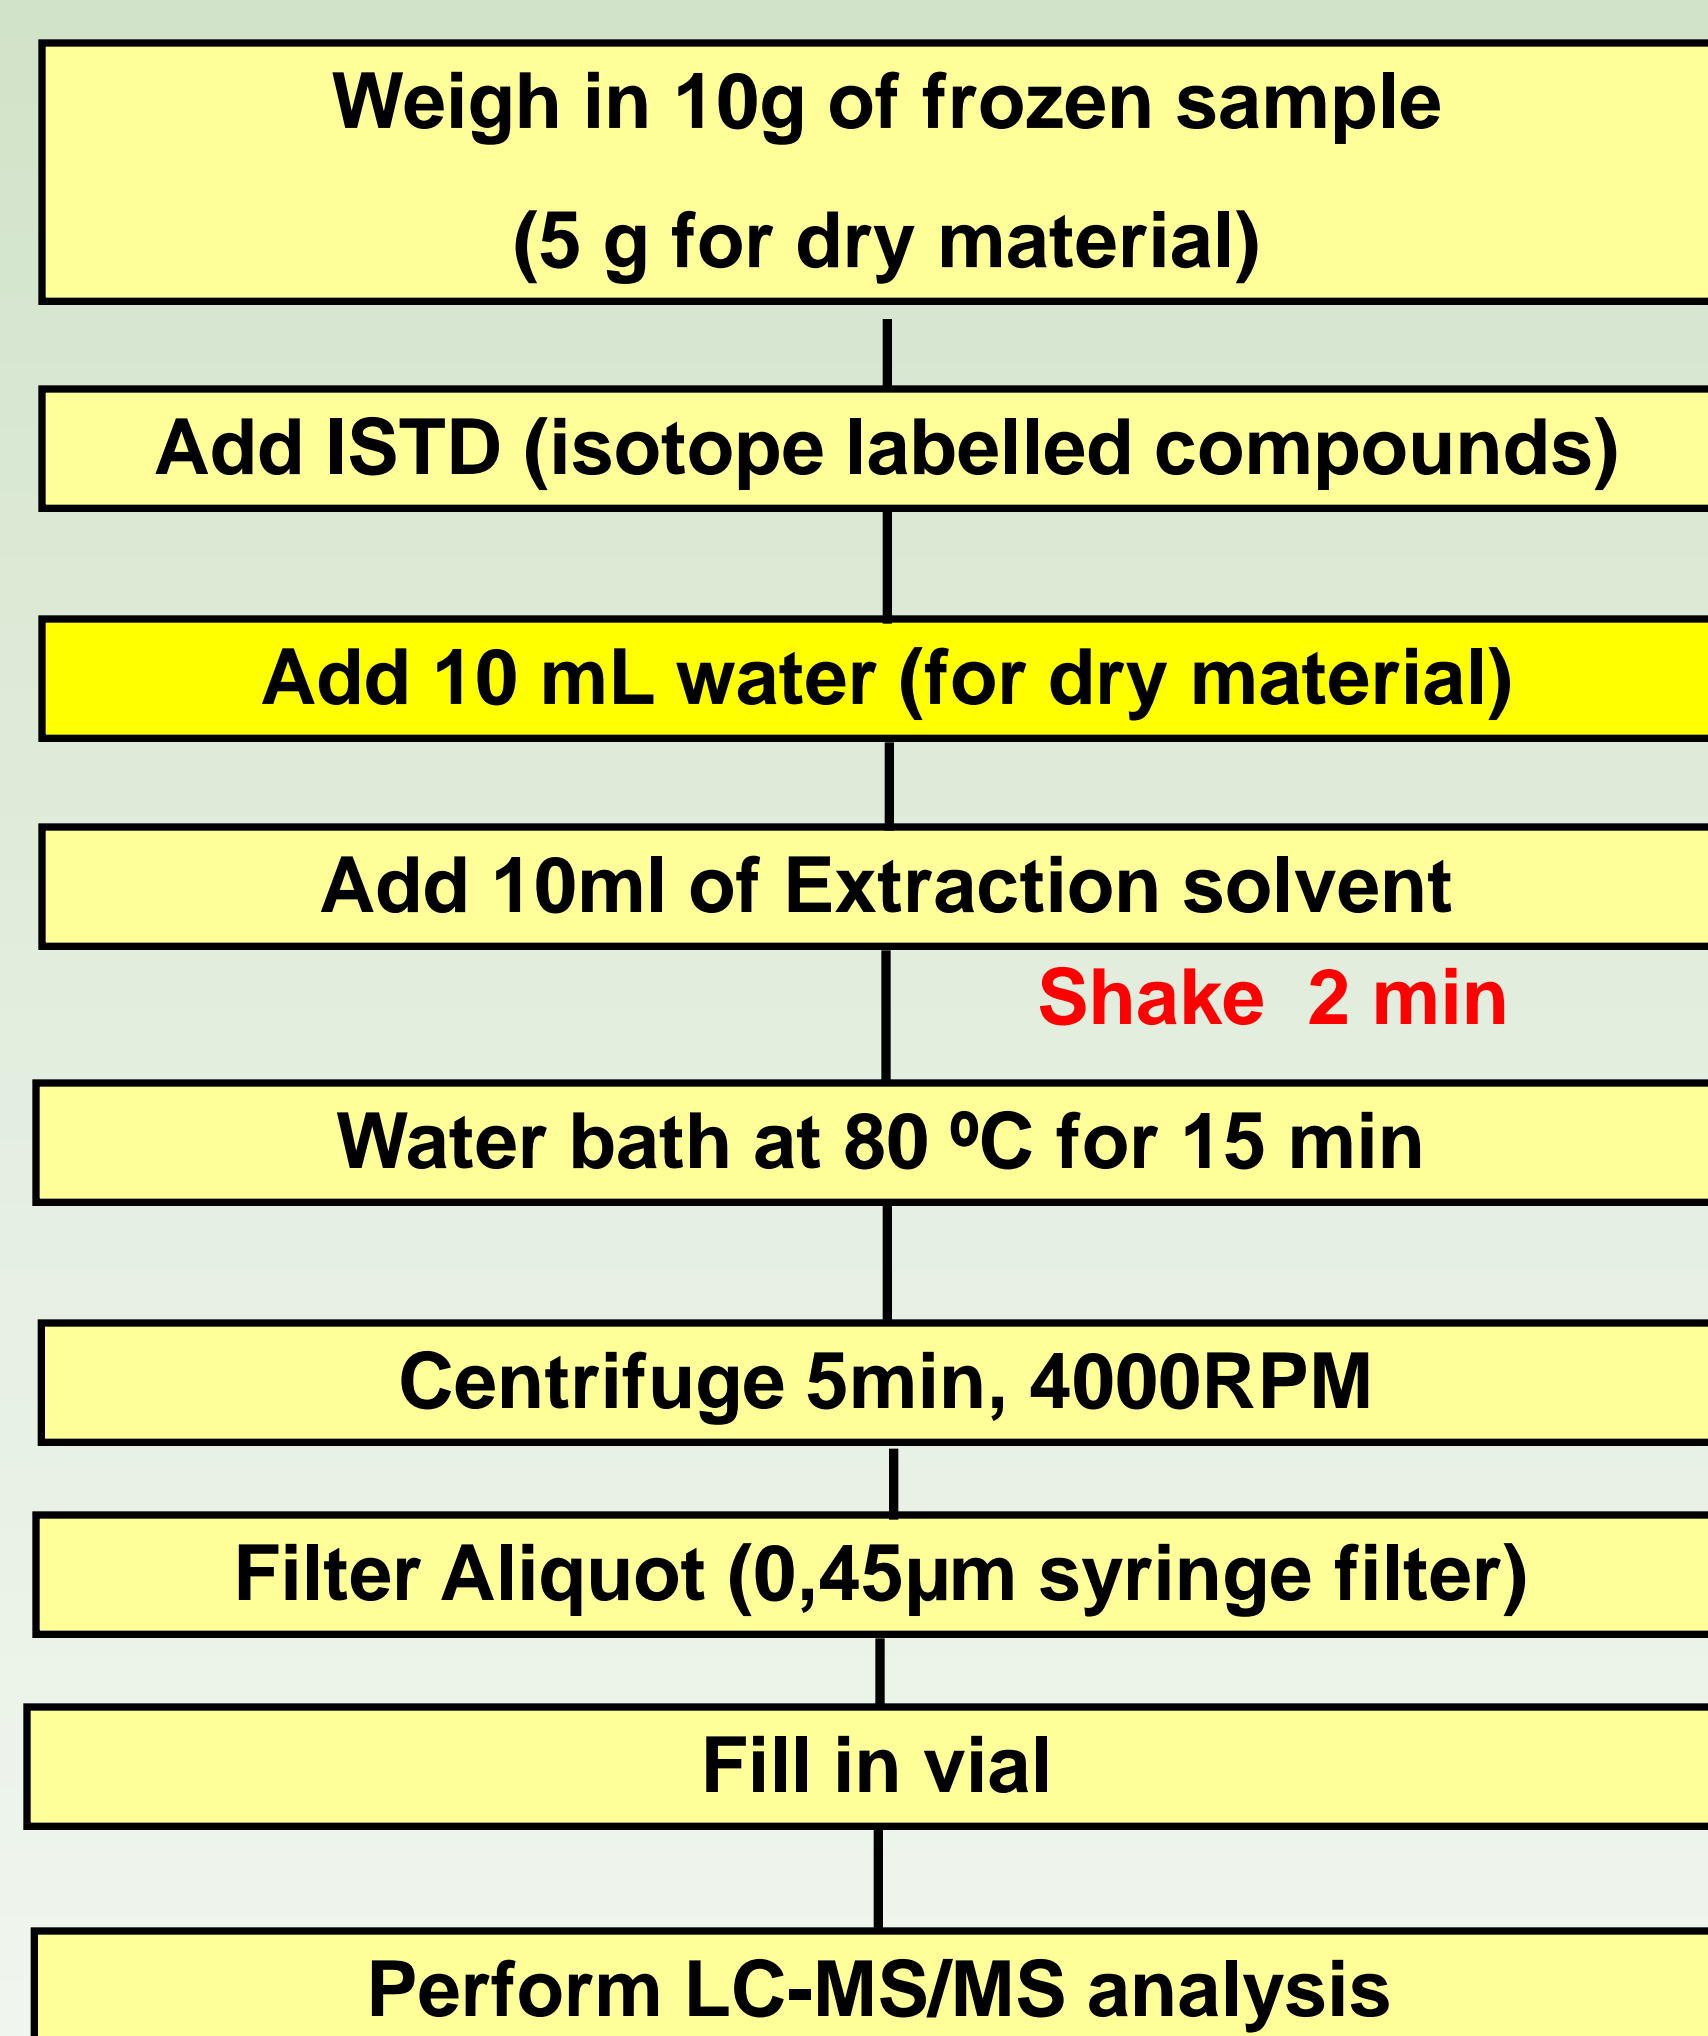 Weigh in 10g of frozen sample
(5 g for dry material)
Add ISTD (isotope labelled compounds)
Add 10 mL water (for dry material)
Add 10ml of Extraction solvent
Shake  2 min
Water bath at 80 ºC for 15 min
Centrifuge 5min, 4000RPM
Filter Aliquot (0,45µm syringe filter)
Fill in vial
Perform LC-MS/MS analysis